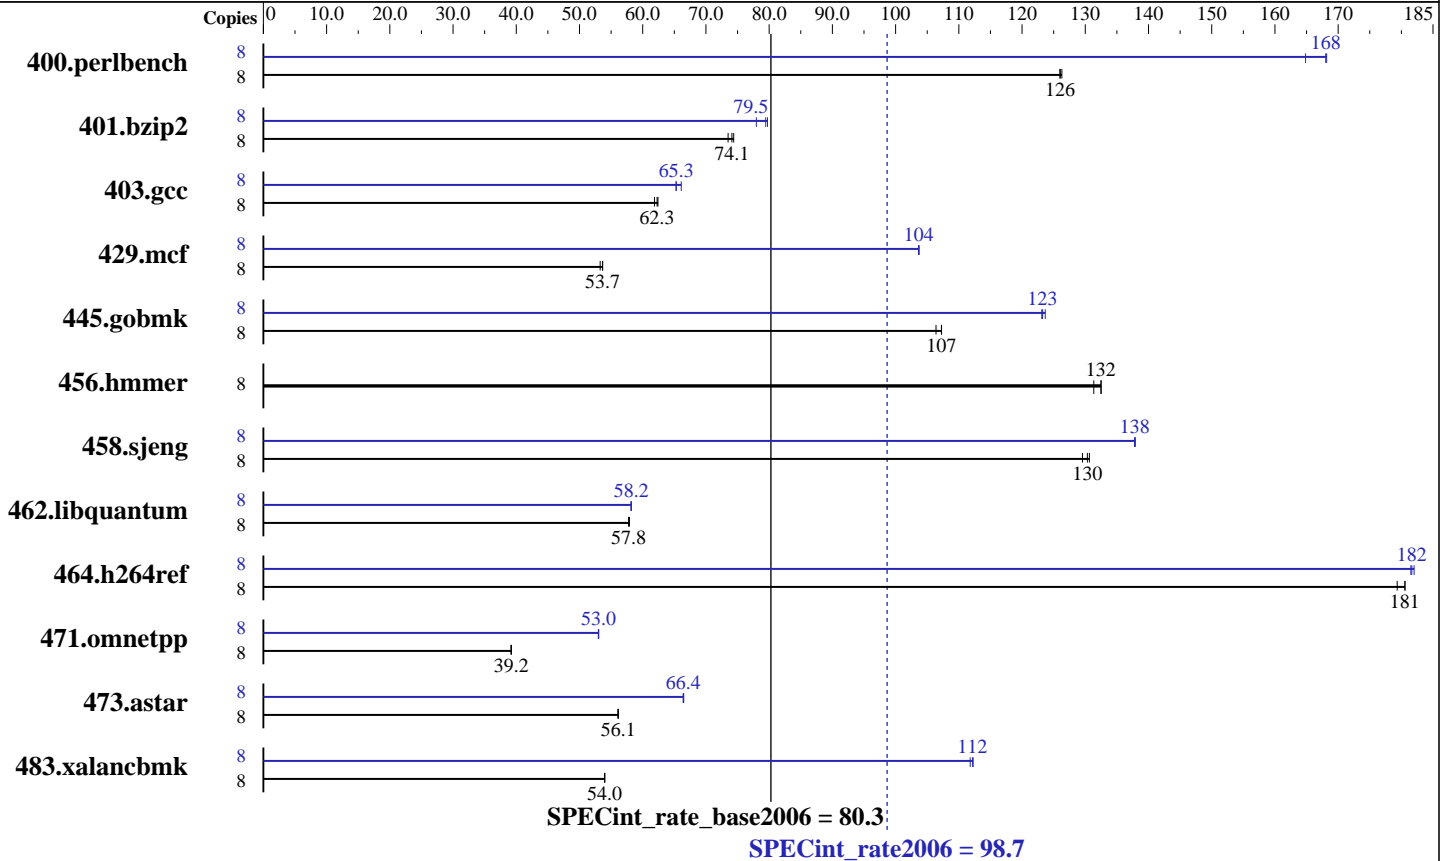 Copies 0 10.0 20.0 30.0 40.0 50.0 60.0 70.0 80.0 90.0 100 110 120 130 140 150 160 170 185
400.perlbench 8 168
8 126
401.bzip2 8 79.5
8 74.1
403.gcc 8 65.3
8 62.3
429.mcf 8 104
8 53.7
445.gobmk 8 123
8 107
456.hmmer 8 132
458.sjeng 8 138
8 130
462.libquantum 8 58.2
8 57.8
464.h264ref 8 182
8 181
471.omnetpp 8 53.0
8 39.2
473.astar 8 66.4
8 56.1
483.xalancbmk 8 112
8 54.0
SPECint_rate_base2006 = 80.3
SPECint_rate2006 = 98.7